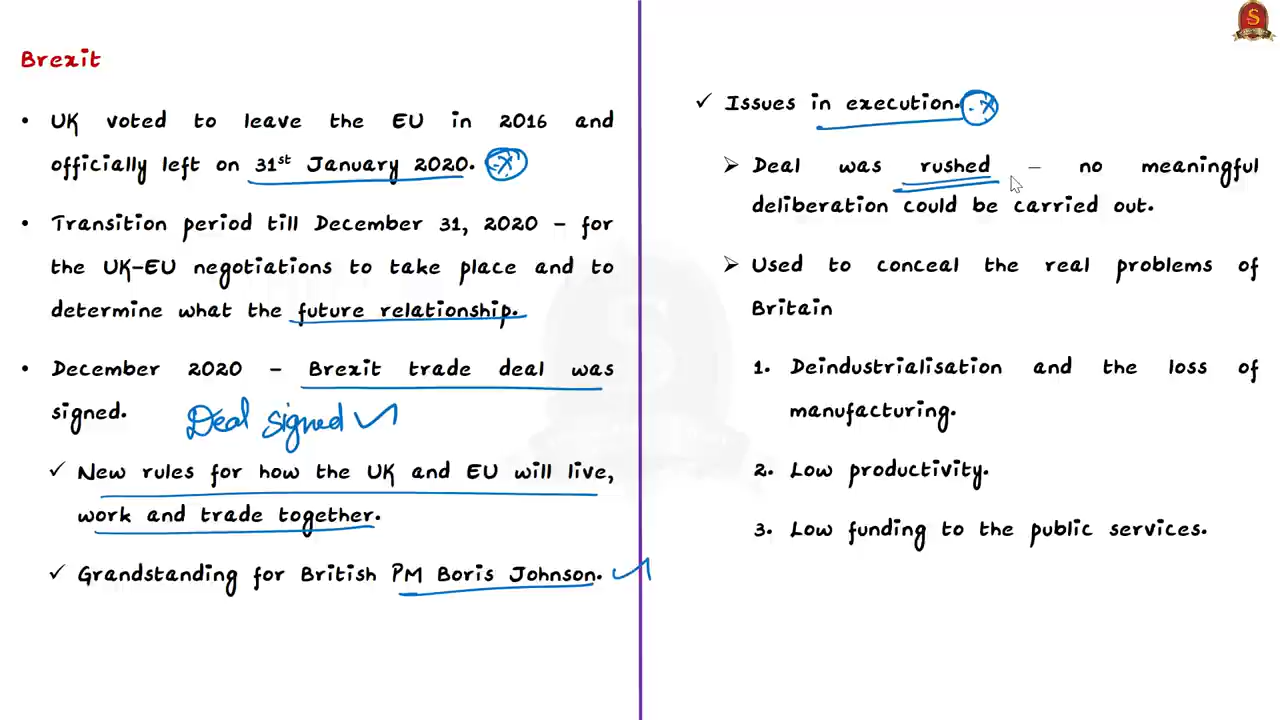 Brexit
• UK voted to leave the EU in 2016 and
officially left on 31st January 2020.
• Transition period till December 31, 2020 – for
the UK-EU negotiations to take place and to
determine what the future relationship.
• December 2020 – Brexit trade deal was
signed.
Deal signed
✓ New rules for how the UK and EU will live,
work and trade together.
✓ Grandstanding for British PM Boris Johnson.
✓ Issues in execution.
➢ Deal was rushed – no meaningful
deliberation could be carried out.
➢ Used to conceal the real problems of
Britain
1. Deindustrialisation and the loss of
manufacturing.
2. Low productivity.
3. Low funding to the public services.
S